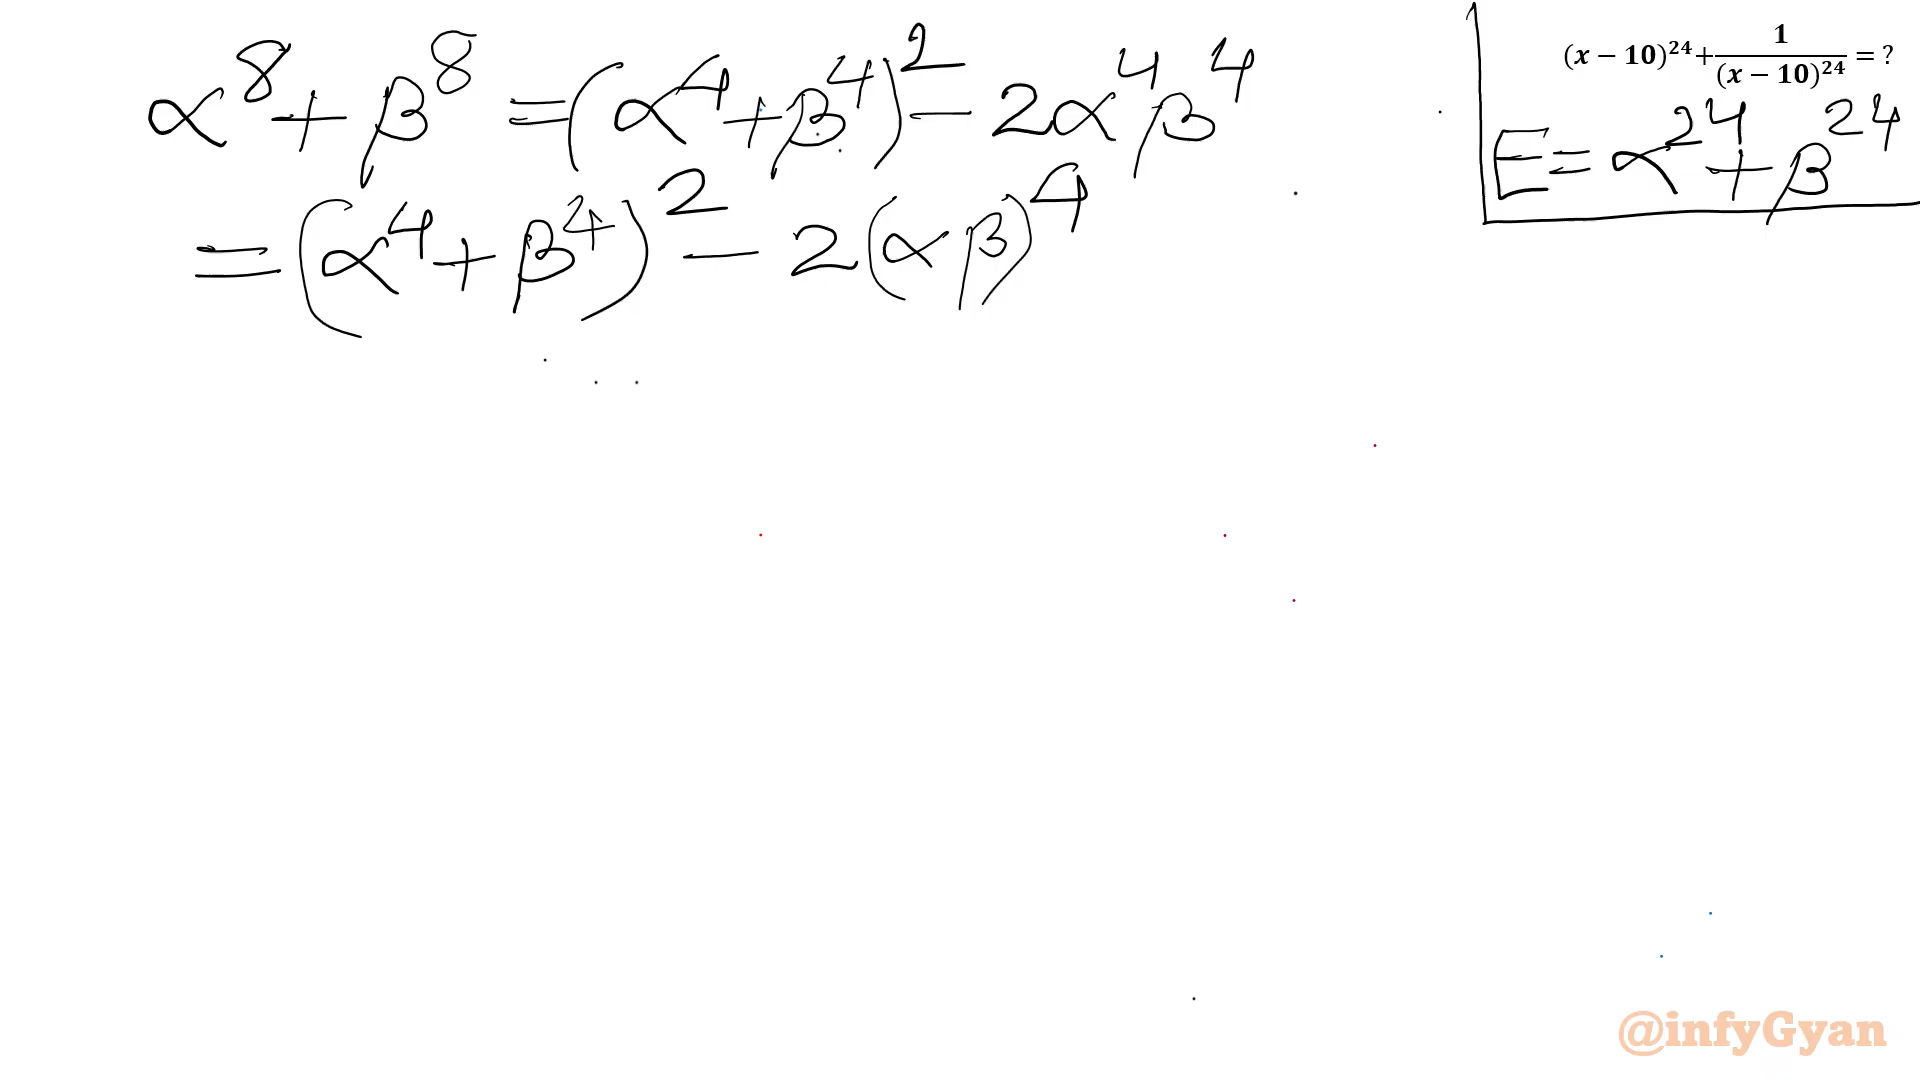 α⁸ + β⁸ = (α⁴ + β⁴)² − 2α⁴β⁴
= (α⁴ + β⁴)² − 2(αβ)⁴
(x − 10)²⁴ + 1/(x − 10)²⁴ = ?
E = α²⁴ + β²⁴
@infyGyan